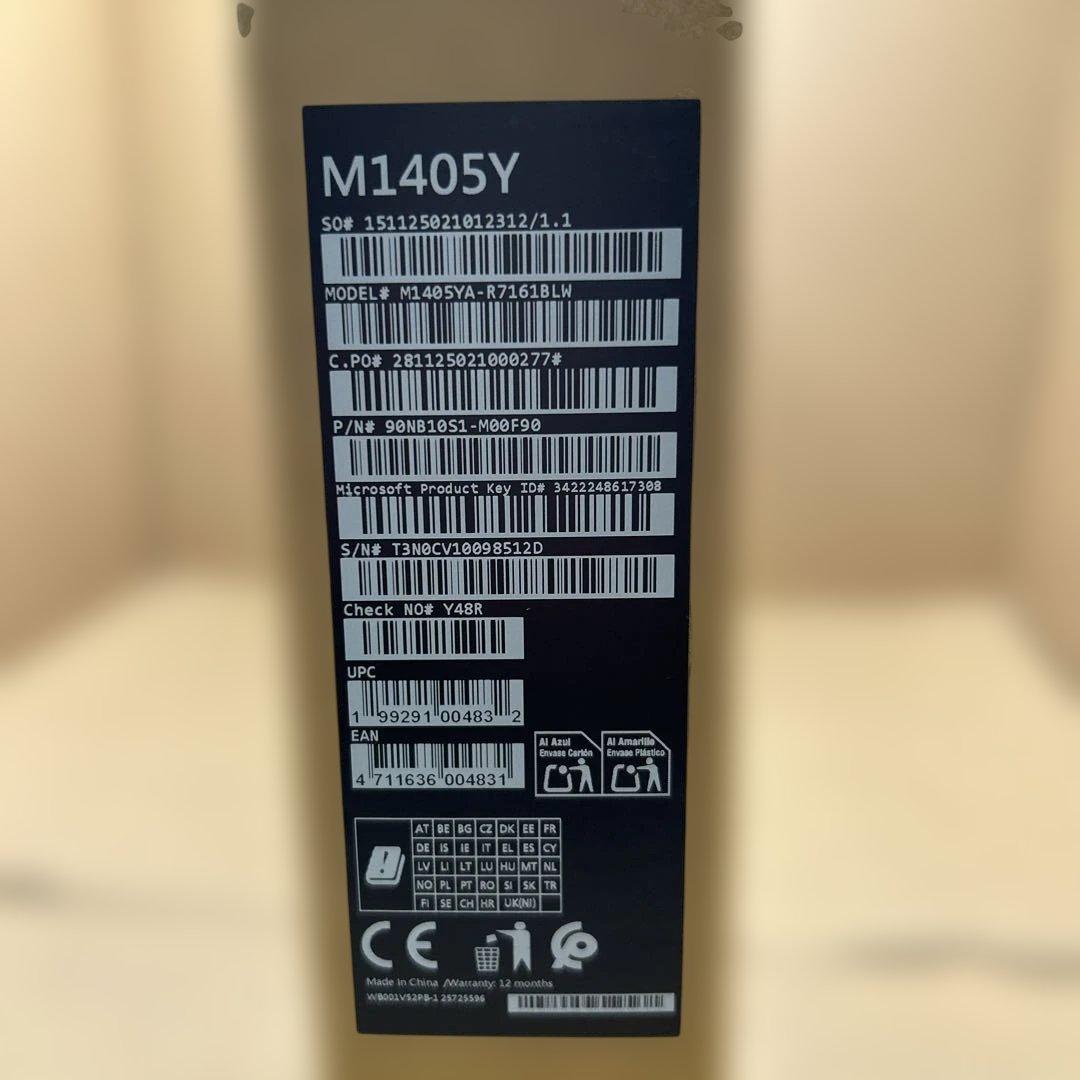 M1405Y
SO# 151125021012312/1.1
MODEL# M1405YA-R7161BLW
C.PO# 281125021000277#
P/N# 90NB10S1-M00F90
Microsoft Product Key ID# 3422248617308
S/N# T3N0CV10098512D
Check NO# Y48R
UPC
1 99291 00483 2
EAN
4 711636 004831
Al Azul
Envase Cartón
Al Amarillo
Envase Plástico
AT BE BG CZ DK EE FR
DE IS IE IT EL ES CY
LV LI LT LU HU MT NL
NO PL PT RO SI SK TR
FI SE CH HR UK(NI)
CE
Made In China /Warranty: 12 months
WB001V52PB-1 25725596